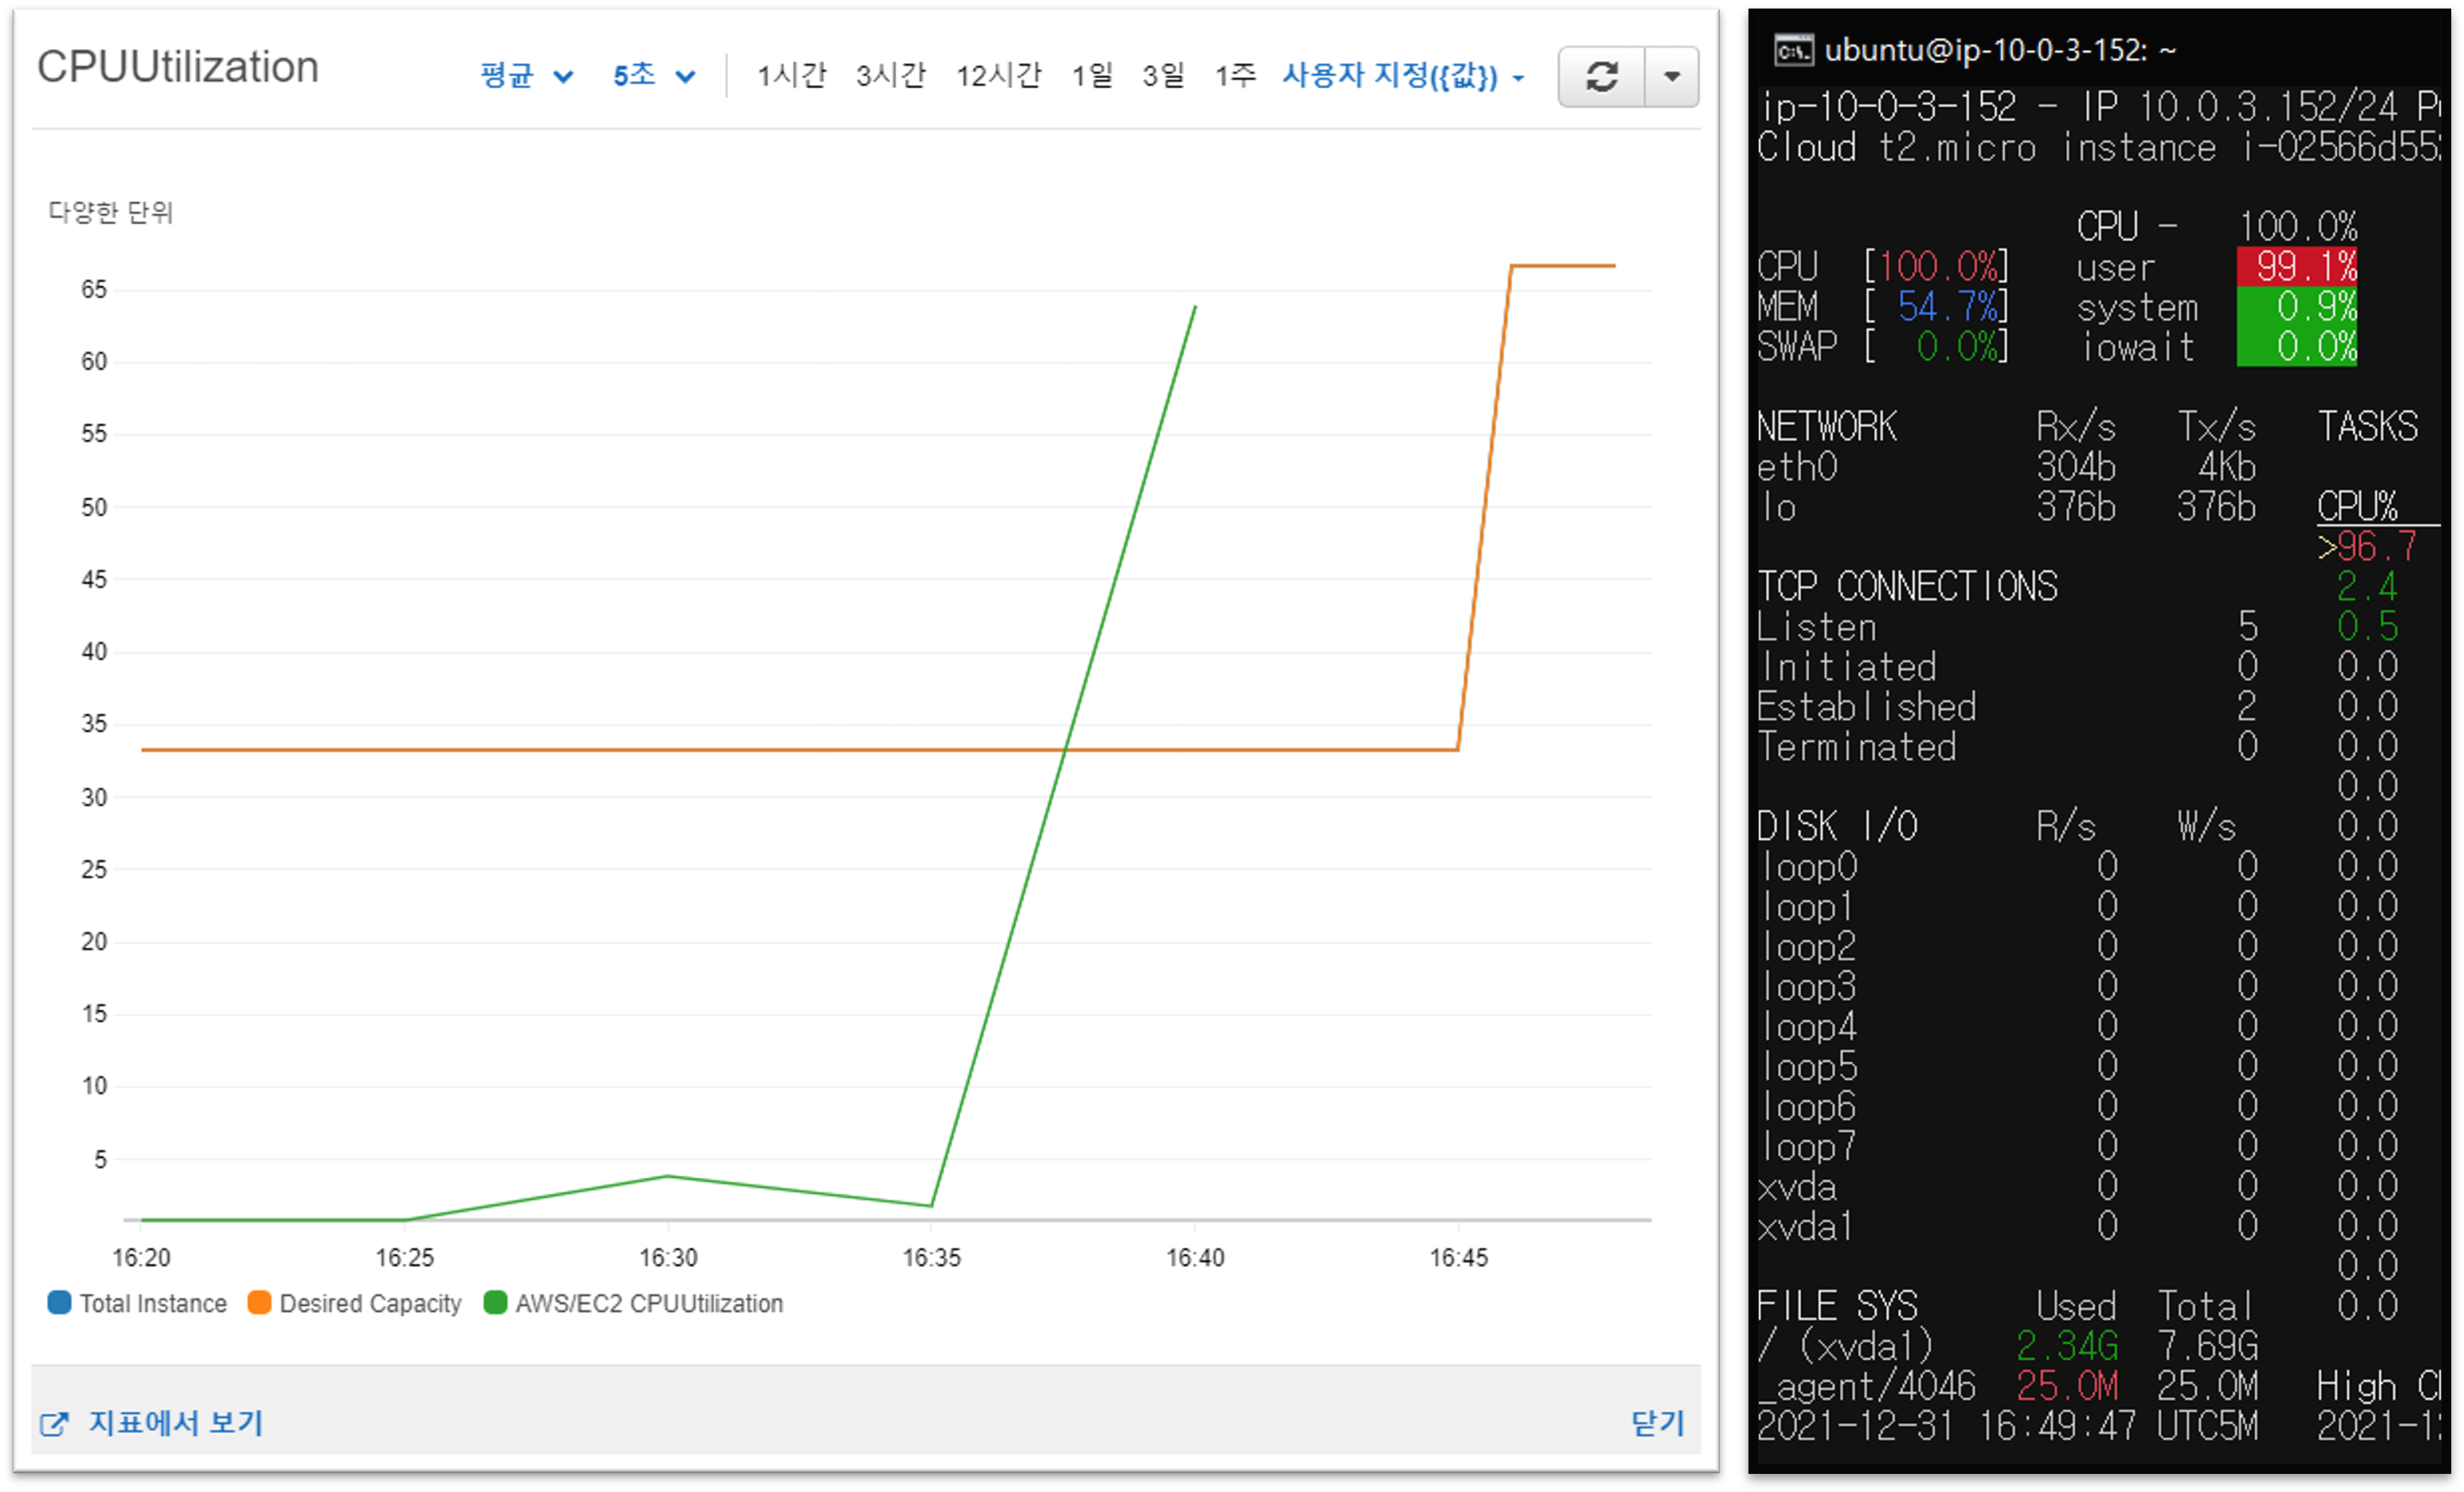 CPUUtilization
평균 5초 1시간 3시간 12시간 1일 3일 1주 사용자 지정({값})
다양한 단위
65
60
55
50
45
40
35
30
25
20
15
10
5
16:20 16:25 16:30 16:35 16:40 16:45
Total Instance Desired Capacity AWS/EC2 CPUUtilization
지표에서 보기 닫기
ubuntu@ip-10-0-3-152: ~
ip-10-0-3-152 - IP 10.0.3.152/24
Cloud t2.micro instance i-02566d55
CPU - 100.0%
CPU [100.0%] user 99.1%
MEM [ 54.7%] system 0.9%
SWAP [ 0.0%] iowait 0.0%
NETWORK Rx/s Tx/s TASKS
eth0 304b 4Kb
lo 376b 376b CPU%
>96.7
TCP CONNECTIONS 2.4
Listen 5 0.5
Initiated 0 0.0
Established 2 0.0
Terminated 0 0.0
0.0
DISK I/O R/s W/s 0.0
loop0 0 0 0.0
loop1 0 0 0.0
loop2 0 0 0.0
loop3 0 0 0.0
loop4 0 0 0.0
loop5 0 0 0.0
loop6 0 0 0.0
loop7 0 0 0.0
xvda 0 0 0.0
xvda1 0 0 0.0
0.0
FILE SYS Used Total 0.0
/ (xvda1) 2.34G 7.69G
_agent/4046 25.0M 25.0M High
2021-12-31 16:49:47 UTC5M 2021-1